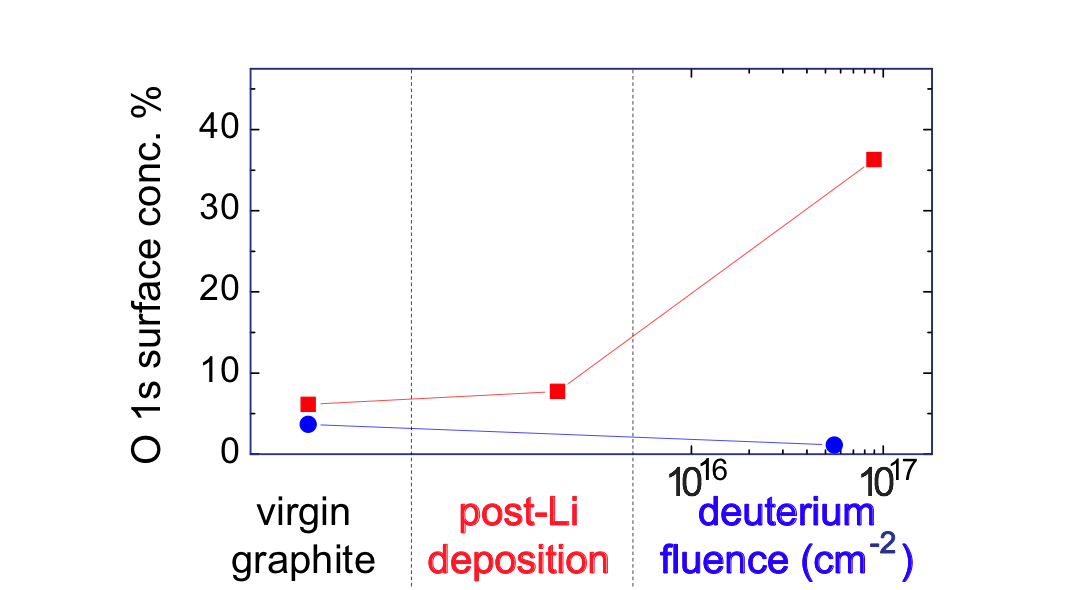 O 1s surface conc. %
40
30
20
10
0
10^16 10^17
virgin graphite
post-Li deposition
deuterium fluence (cm^-2)